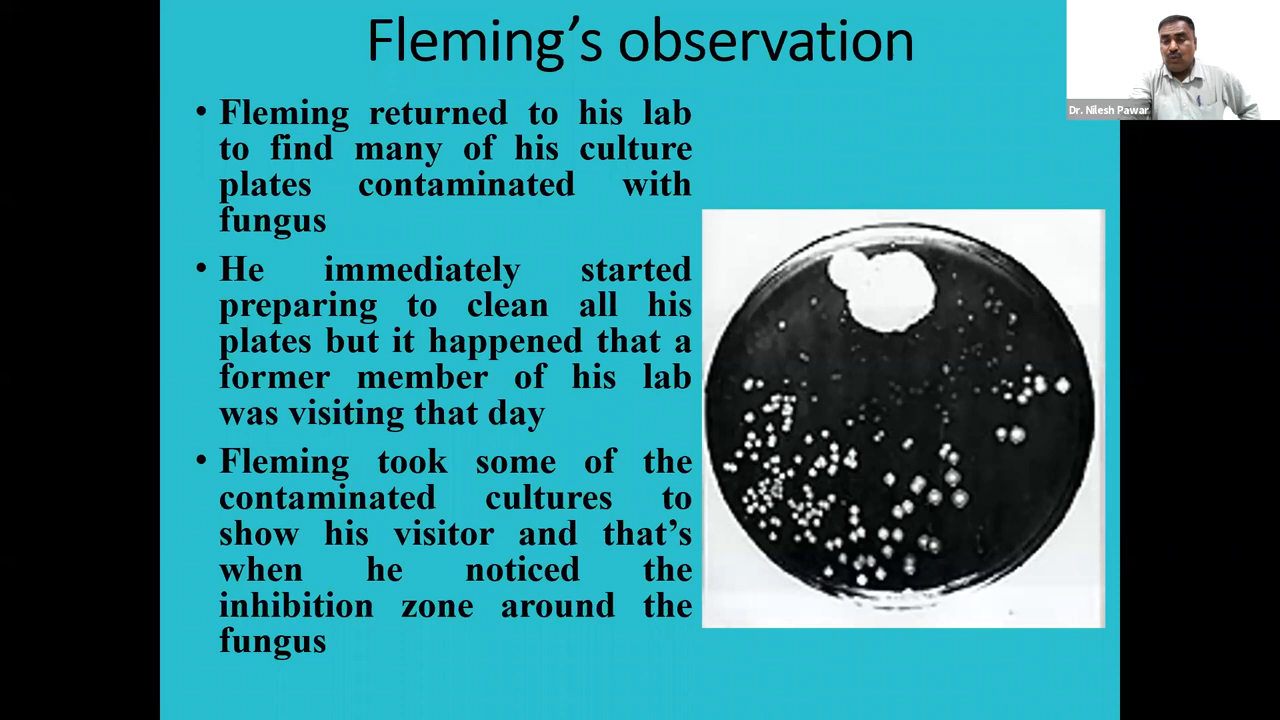 Fleming's observation
• Fleming returned to his lab
to find many of his culture
plates contaminated with
fungus
• He immediately started
preparing to clean all his
plates but it happened that a
former member of his lab
was visiting that day
• Fleming took some of the
contaminated cultures to
show his visitor and that's
when he noticed the
inhibition zone around the
fungus
Dr. Nilesh Pawar